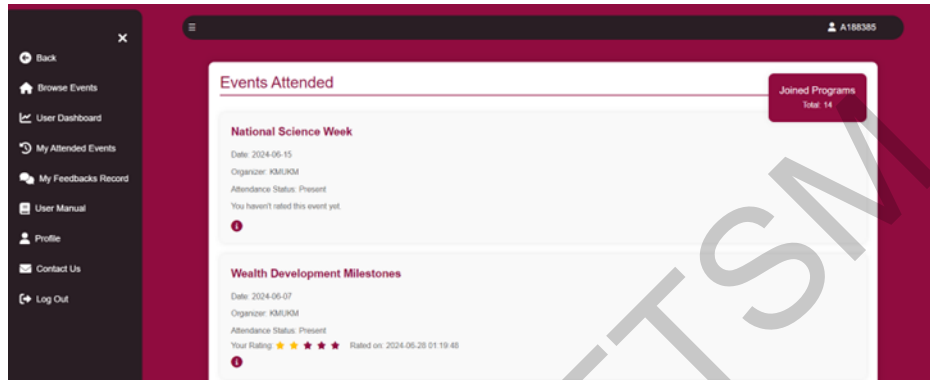 A188385
Back
Browse Events
User Dashboard
My Attended Events
My Feedbacks Record
User Manual
Profile
Contact Us
Log Out
Events Attended
Joined Programs
Total: 14
National Science Week
Date: 2024-06-15
Organizer: KMUKM
Attendance Status: Present
You haven't rated this event yet.
Wealth Development Milestones
Date: 2024-06-07
Organizer: KMUKM
Attendance Status: Present
Your Rating: ★ ★ ★ ★ ★ Rated on: 2024-06-28 01:19:48
FTSM